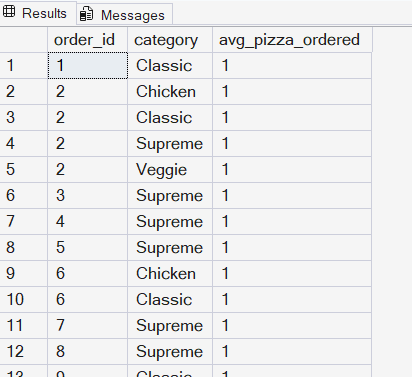 Results Messages
order_id category avg_pizza_ordered
1 1 Classic 1
2 2 Chicken 1
3 2 Classic 1
4 2 Supreme 1
5 2 Veggie 1
6 3 Supreme 1
7 4 Supreme 1
8 5 Supreme 1
9 6 Chicken 1
10 6 Classic 1
11 7 Supreme 1
12 8 Supreme 1
13 9 Classic 1